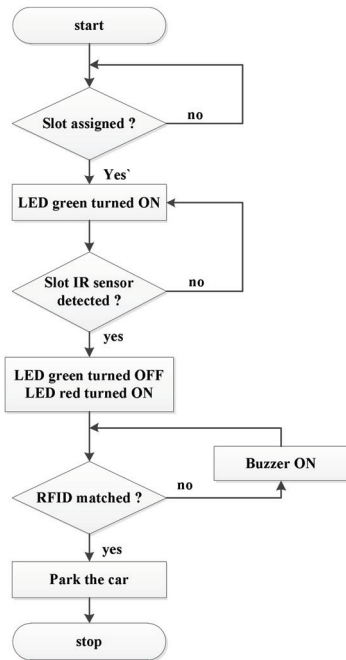 start
Slot assigned ?
no
Yes`
LED green turned ON
Slot IR sensor
detected ?
no
yes
LED green turned OFF
LED red turned ON
Buzzer ON
RFID matched ?
no
yes
Park the car
stop